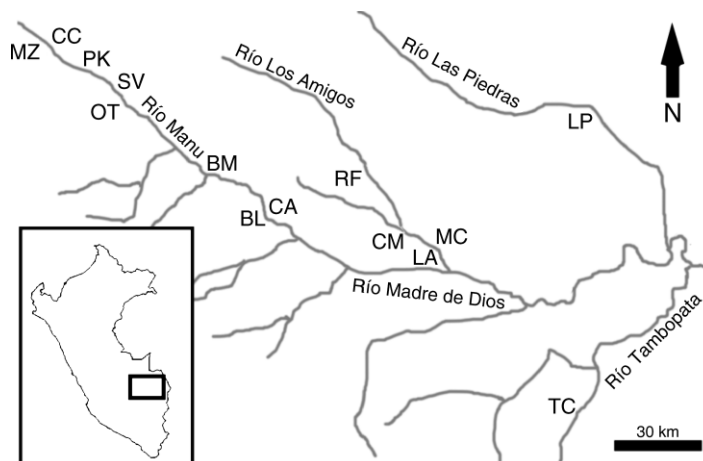 MZ
CC
PK
SV
OT
Río Manu
BM
BL
CA
Río Los Amigos
RF
CM
MC
LA
Río Las Piedras
LP
N
Río Madre de Dios
Río Tambopata
TC
30 km